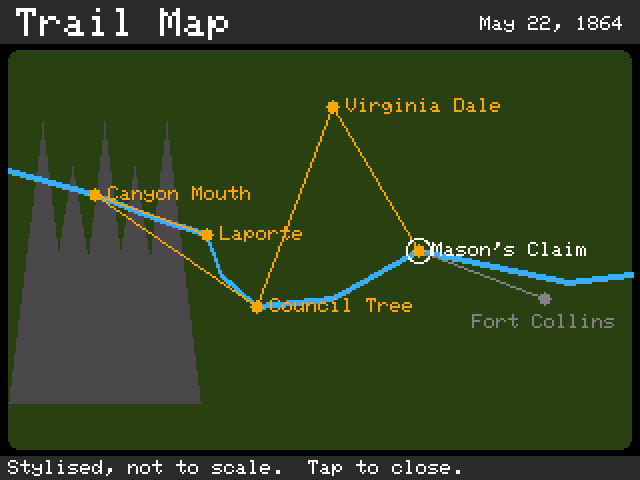 Trail Map
May 22, 1864
Virginia Dale
Canyon Mouth
Laporte
Mason's Claim
Council Tree
Fort Collins
Stylised, not to scale.  Tap to close.